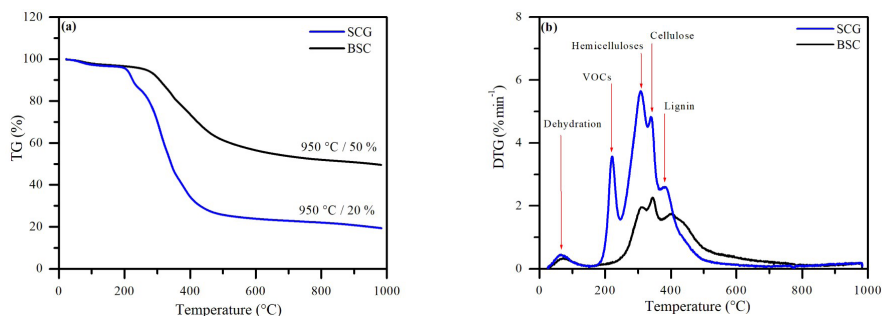 (a)
SCG
BSC
120
100
80
60
40
20
0
TG (%)
950 °C / 50 %
950 °C / 20 %
0 200 400 600 800 1000
Temperature (°C)
(b)
SCG
BSC
8
6
4
2
0
DTG (% min-1)
Hemicelluloses
Cellulose
VOCs
Lignin
Dehydration
0 200 400 600 800 1000
Temperature (°C)